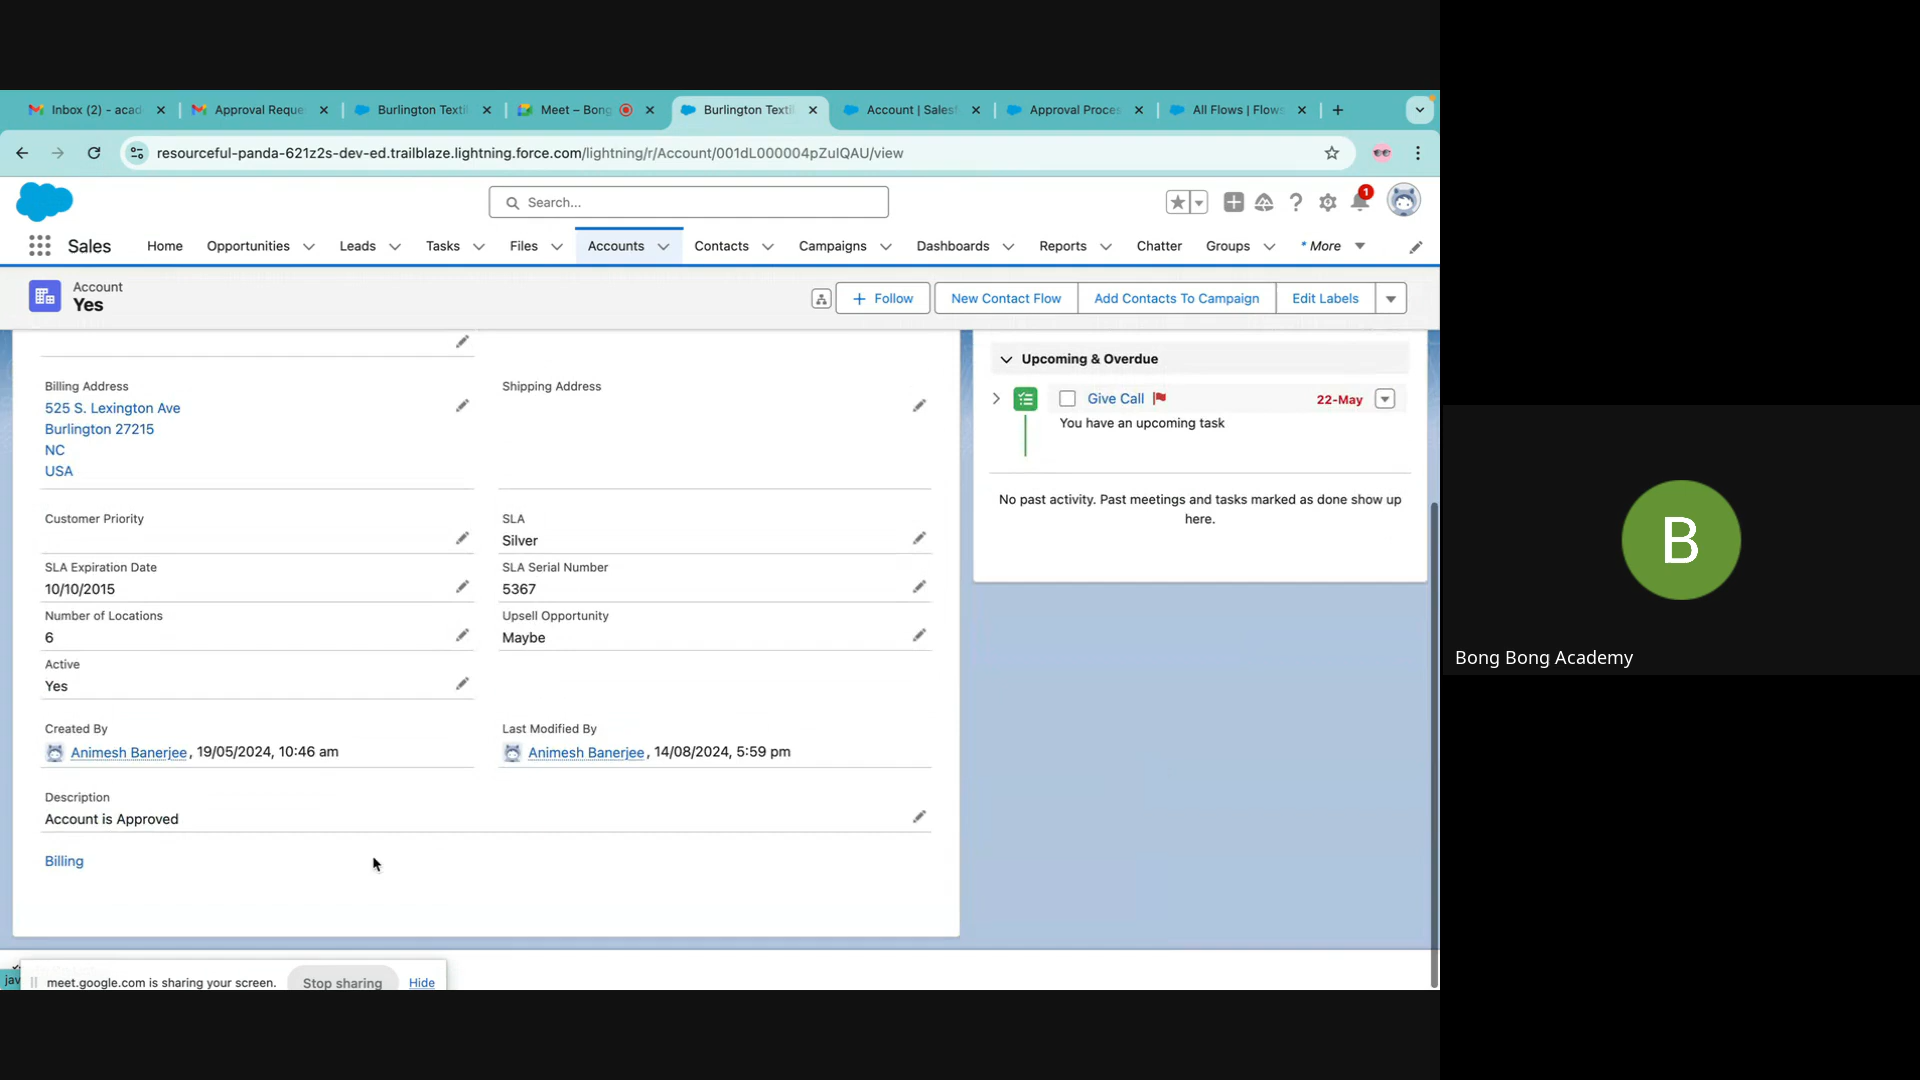 Inbox (2) - acad
Approval Reque
Burlington Texti
Meet – Bong
Burlington Texti
Account | Salesf
Approval Proce
All Flows | Flows
resourceful-panda-621z2s-dev-ed.trailblaze.lightning.force.com/lightning/r/Account/001dL000004pZuIQAU/view
Search...
1
Sales
Home
Opportunities
Leads
Tasks
Files
Accounts
Contacts
Campaigns
Dashboards
Reports
Chatter
Groups
* More
Account
Yes
+ Follow
New Contact Flow
Add Contacts To Campaign
Edit Labels
Billing Address
525 S. Lexington Ave
Burlington 27215
NC
USA
Shipping Address
Customer Priority
SLA
Silver
SLA Expiration Date
10/10/2015
SLA Serial Number
5367
Number of Locations
6
Upsell Opportunity
Maybe
Active
Yes
Created By
Animesh Banerjee, 19/05/2024, 10:46 am
Last Modified By
Animesh Banerjee, 14/08/2024, 5:59 pm
Description
Account is Approved
Billing
Upcoming & Overdue
Give Call
22-May
You have an upcoming task
No past activity. Past meetings and tasks marked as done show up
here.
jav
meet.google.com is sharing your screen.
Stop sharing
Hide
B
Bong Bong Academy